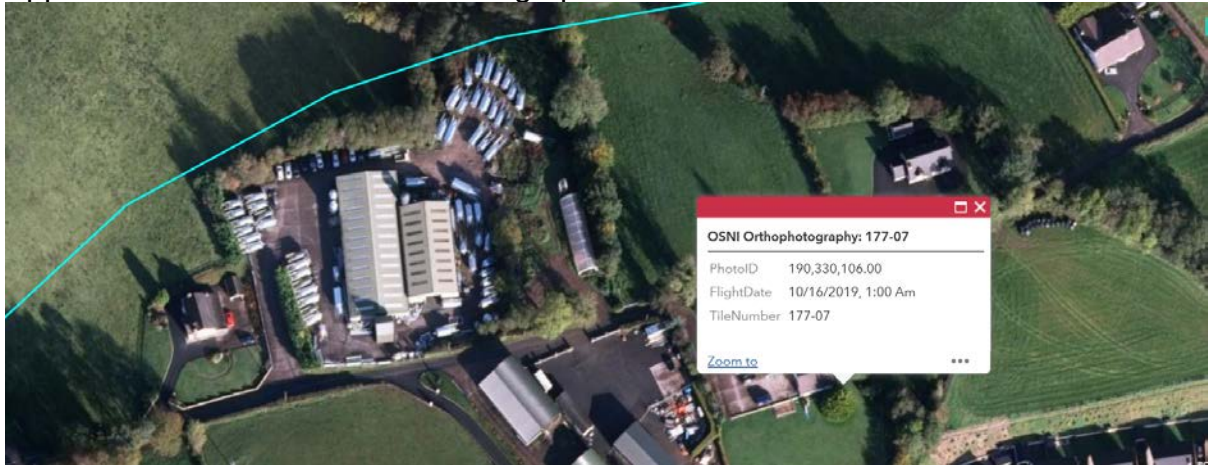 OSNI Orthophotography: 177-07
PhotoID 190,330,106.00
FlightDate 10/16/2019, 1:00 Am
TileNumber 177-07
Zoom to